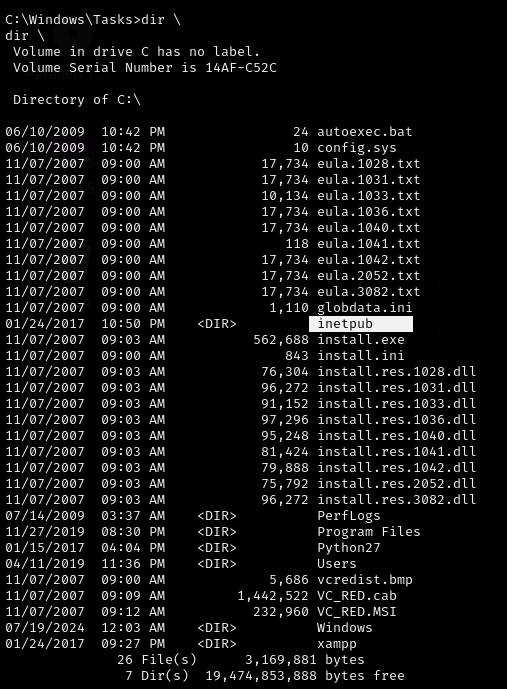 C:\Windows\Tasks>dir \
dir \
 Volume in drive C has no label.
 Volume Serial Number is 14AF-C52C

 Directory of C:\

06/10/2009  10:42 PM                24 autoexec.bat
06/10/2009  10:42 PM                10 config.sys
11/07/2007  09:00 AM            17,734 eula.1028.txt
11/07/2007  09:00 AM            17,734 eula.1031.txt
11/07/2007  09:00 AM            10,134 eula.1033.txt
11/07/2007  09:00 AM            17,734 eula.1036.txt
11/07/2007  09:00 AM            17,734 eula.1040.txt
11/07/2007  09:00 AM               118 eula.1041.txt
11/07/2007  09:00 AM            17,734 eula.1042.txt
11/07/2007  09:00 AM            17,734 eula.2052.txt
11/07/2007  09:00 AM            17,734 eula.3082.txt
11/07/2007  09:00 AM             1,110 globdata.ini
01/24/2017  10:50 PM    <DIR>          inetpub
11/07/2007  09:03 AM           562,688 install.exe
11/07/2007  09:00 AM               843 install.ini
11/07/2007  09:03 AM            76,304 install.res.1028.dll
11/07/2007  09:03 AM            96,272 install.res.1031.dll
11/07/2007  09:03 AM            91,152 install.res.1033.dll
11/07/2007  09:03 AM            97,296 install.res.1036.dll
11/07/2007  09:03 AM            95,248 install.res.1040.dll
11/07/2007  09:03 AM            81,424 install.res.1041.dll
11/07/2007  09:03 AM            79,888 install.res.1042.dll
11/07/2007  09:03 AM            75,792 install.res.2052.dll
11/07/2007  09:03 AM            96,272 install.res.3082.dll
07/14/2009  03:37 AM    <DIR>          PerfLogs
11/27/2019  08:30 PM    <DIR>          Program Files
01/15/2017  04:04 PM    <DIR>          Python27
04/11/2019  11:36 PM    <DIR>          Users
11/07/2007  09:00 AM             5,686 vcredist.bmp
11/07/2007  09:09 AM         1,442,522 VC_RED.cab
11/07/2007  09:12 AM           232,960 VC_RED.MSI
07/19/2024  12:03 AM    <DIR>          Windows
01/24/2017  09:27 PM    <DIR>          xampp
              26 File(s)      3,169,881 bytes
               7 Dir(s)  19,474,853,888 bytes free